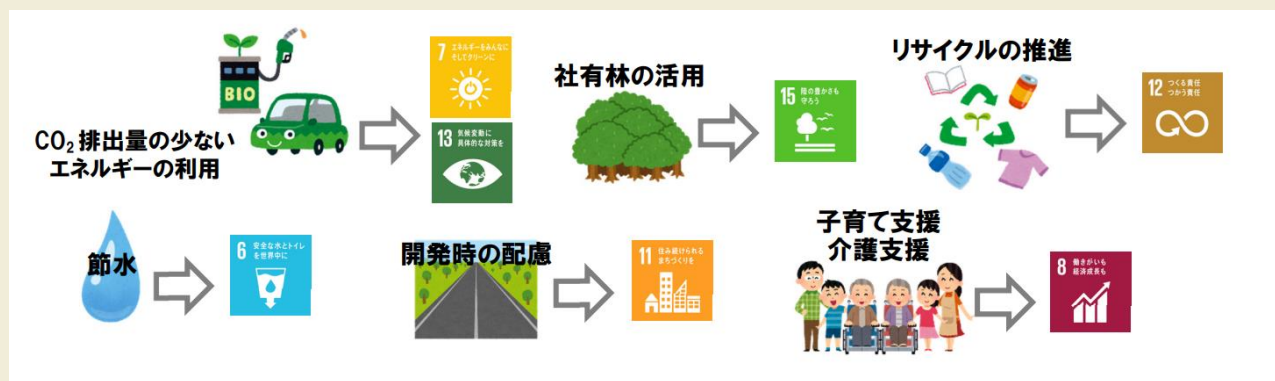 BIO
CO₂排出量の少ない
エネルギーの利用
7 エネルギーをみんなに
そしてクリーンに
13 気候変動に
具体的な対策を
社有林の活用
15 陸の豊かさも
守ろう
リサイクルの推進
12 つくる責任
つかう責任
節水
6 安全な水とトイレ
を世界中に
開発時の配慮
11 住み続けられる
まちづくりを
子育て支援
介護支援
8 働きがいも
経済成長も